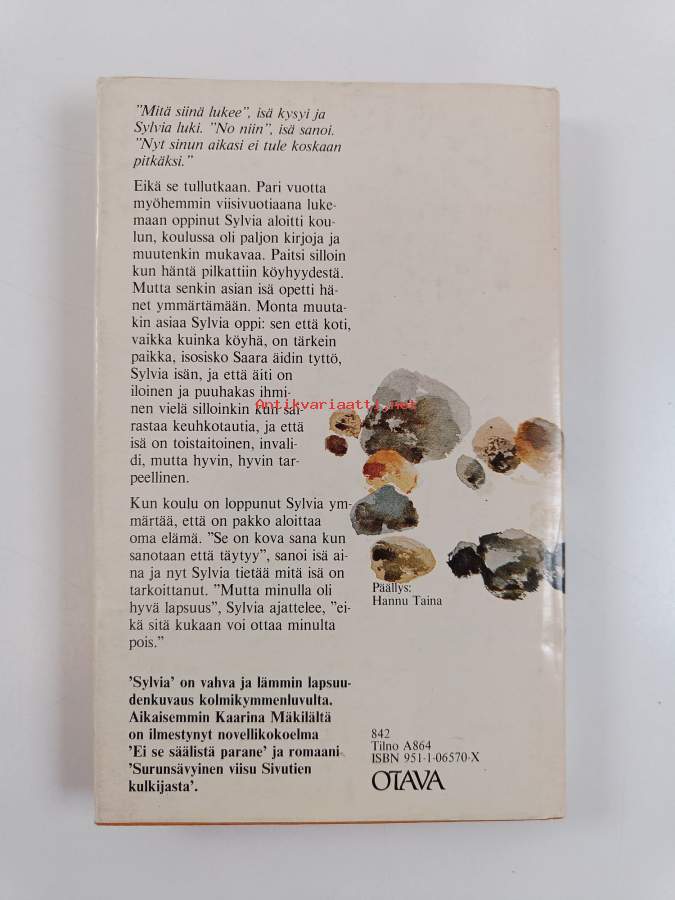 "Mitä siinä lukee", isä kysyi ja
Sylvia luki. "No niin", isä sanoi.
"Nyt sinun aikasi ei tule koskaan
pitkäksi."
Eikä se tullutkaan. Pari vuotta
myöhemmin viisivuotiaana luke-
maan oppinut Sylvia aloitti kou-
lun, koulussa oli paljon kirjoja ja
muutenkin mukavaa. Paitsi silloin
kun häntä pilkattiin köyhyydestä.
Mutta senkin asian isä opetti hä-
net ymmärtämään. Monta muuta-
kin asiaa Sylvia oppi: sen että koti,
vaikka kuinka köyhä, on tärkein
paikka, isosisko Saara äidin tyttö,
Sylvia isän, ja että äiti on
iloinen ja puuhakas ihmi-
nen vielä silloinkin kun sai-
rastaa keuhkotautia, ja että
isä on toistaitoinen, invali-
di, mutta hyvin, hyvin tar-
peellinen.
Kun koulu on loppunut Sylvia ym-
märtää, että on pakko aloittaa
oma elämä. "Se on kova sana kun
sanotaan että täytyy", sanoi isä ai-
na ja nyt Sylvia tietää mitä isä on
tarkoittanut. "Mutta minulla oli
hyvä lapsuus", Sylvia ajattelee, "ei-
kä sitä kukaan voi ottaa minulta
pois."
'Sylvia' on vahva ja lämmin lapsuu-
denkuvaus kolmikymmenluvulta.
Aikaisemmin Kaarina Mäkilältä
on ilmestynyt novellikokoelma
'Ei se säälistä parane' ja romaani
'Surunsävyinen viisu Sivutien
kulkijasta'.
Antikvariaatti.net
Päällys:
Hannu Taina
842
Tilno A864
ISBN 951-1-06570-X
OTAVA